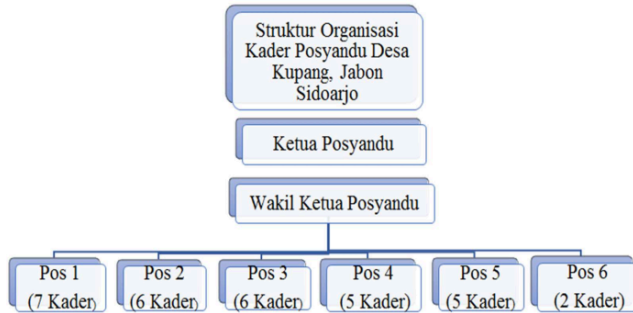 Struktur Organisasi
Kader Posyandu Desa
Kupang, Jabon
Sidoarjo
Ketua Posyandu
Wakil Ketua Posyandu
Pos 1
(7 Kader)
Pos 2
(6 Kader)
Pos 3
(6 Kader)
Pos 4
(5 Kader)
Pos 5
(5 Kader)
Pos 6
(2 Kader)